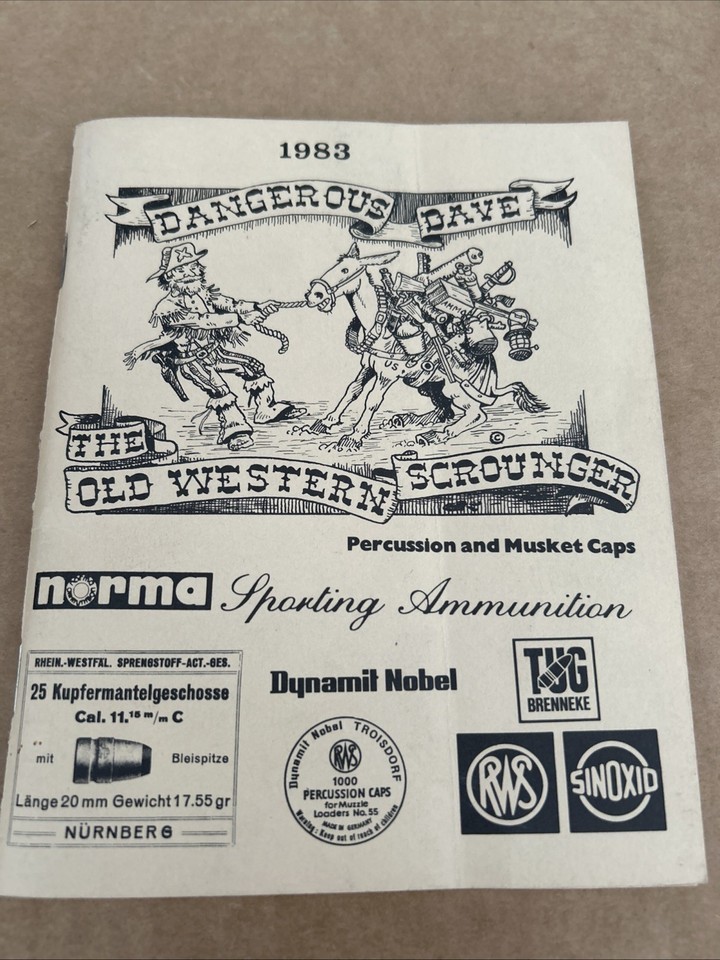 1983
DANGEROUS DAVE
US
THE
OLD WESTERN SCROUNGER
©
Percussion and Musket Caps
norma Sporting Ammunition
RHEIN.-WESTFÄL. SPRENGSTOFF-ACT.-GES.
25 Kupfermantelgeschosse
Cal. 11.15 m/m C
mit Bleispitze
Länge 20 mm Gewicht 17.55 gr
NÜRNBERG
Dynamit Nobel
Dynamit Nobel TROISDORF
RWS
1000
PERCUSSION CAPS
for Muzzle
Loaders No. 55
MADE IN GERMANY
Warning: Keep out of reach of children
TUG
BRENNEKE
RWS
SINOXID